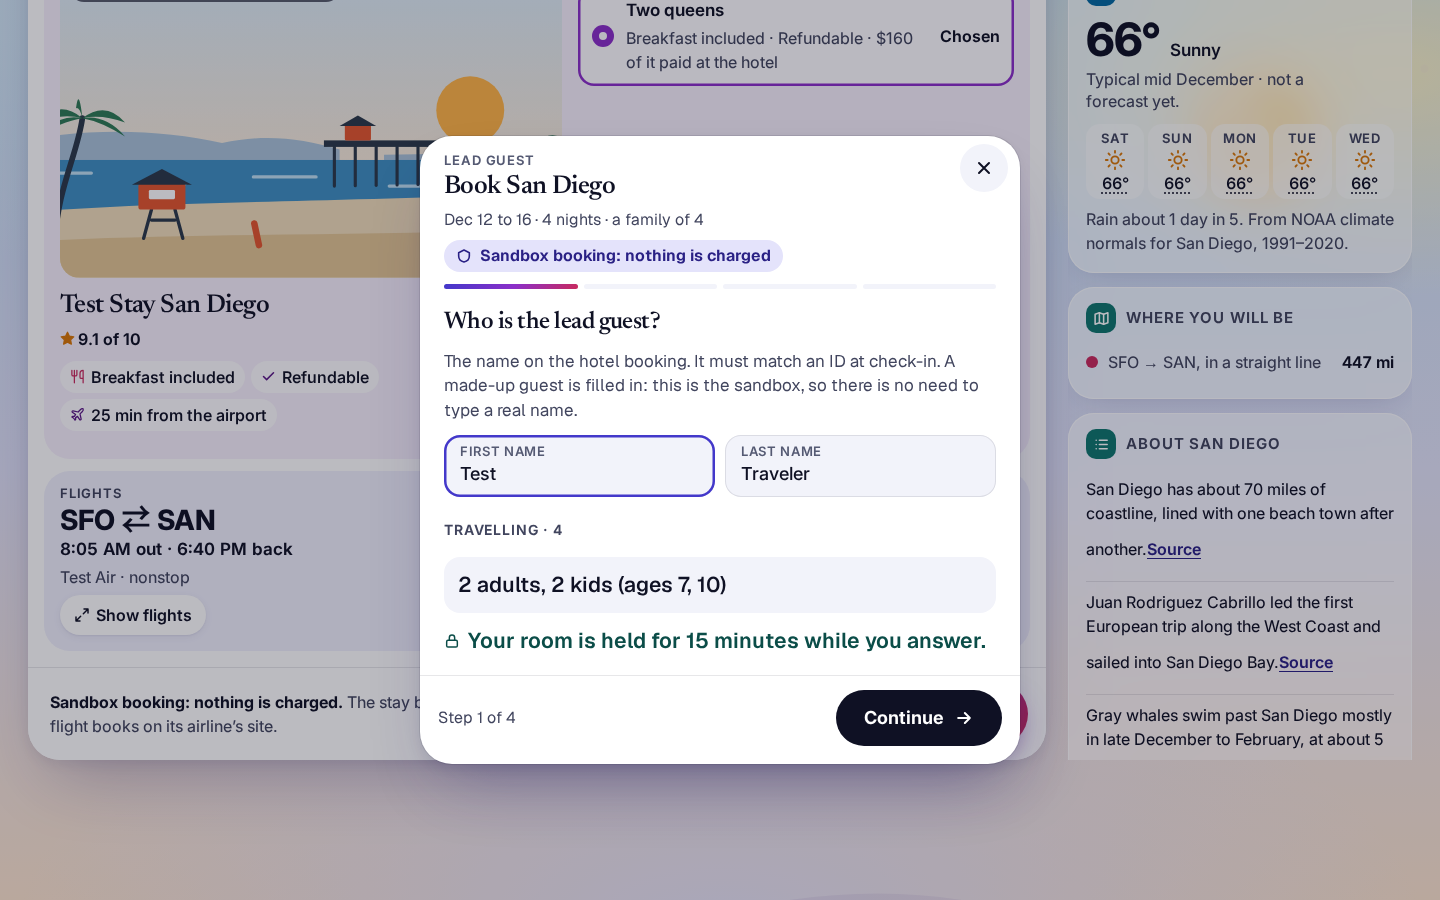 Two queens
Breakfast included · Refundable · $160
of it paid at the hotel
Chosen
Test Stay San Diego
9.1 of 10
Breakfast included
Refundable
25 min from the airport
FLIGHTS
SFO ⇄ SAN
8:05 AM out · 6:40 PM back
Test Air · nonstop
Show flights
Sandbox booking: nothing is charged. The stay b
flight books on its airline's site.
LEAD GUEST
Book San Diego
Dec 12 to 16 · 4 nights · a family of 4
Sandbox booking: nothing is charged
Who is the lead guest?
The name on the hotel booking. It must match an ID at check-in. A
made-up guest is filled in: this is the sandbox, so there is no need to
type a real name.
FIRST NAME
Test
LAST NAME
Traveler
TRAVELLING · 4
2 adults, 2 kids (ages 7, 10)
Your room is held for 15 minutes while you answer.
Step 1 of 4
Continue →
66° Sunny
Typical mid December · not a
forecast yet.
SAT SUN MON TUE WED
66° 66° 66° 66° 66°
Rain about 1 day in 5. From NOAA climate
normals for San Diego, 1991–2020.
WHERE YOU WILL BE
SFO → SAN, in a straight line 447 mi
ABOUT SAN DIEGO
San Diego has about 70 miles of
coastline, lined with one beach town after
another.Source
Juan Rodriguez Cabrillo led the first
European trip along the West Coast and
sailed into San Diego Bay.Source
Gray whales swim past San Diego mostly
in late December to February, at about 5